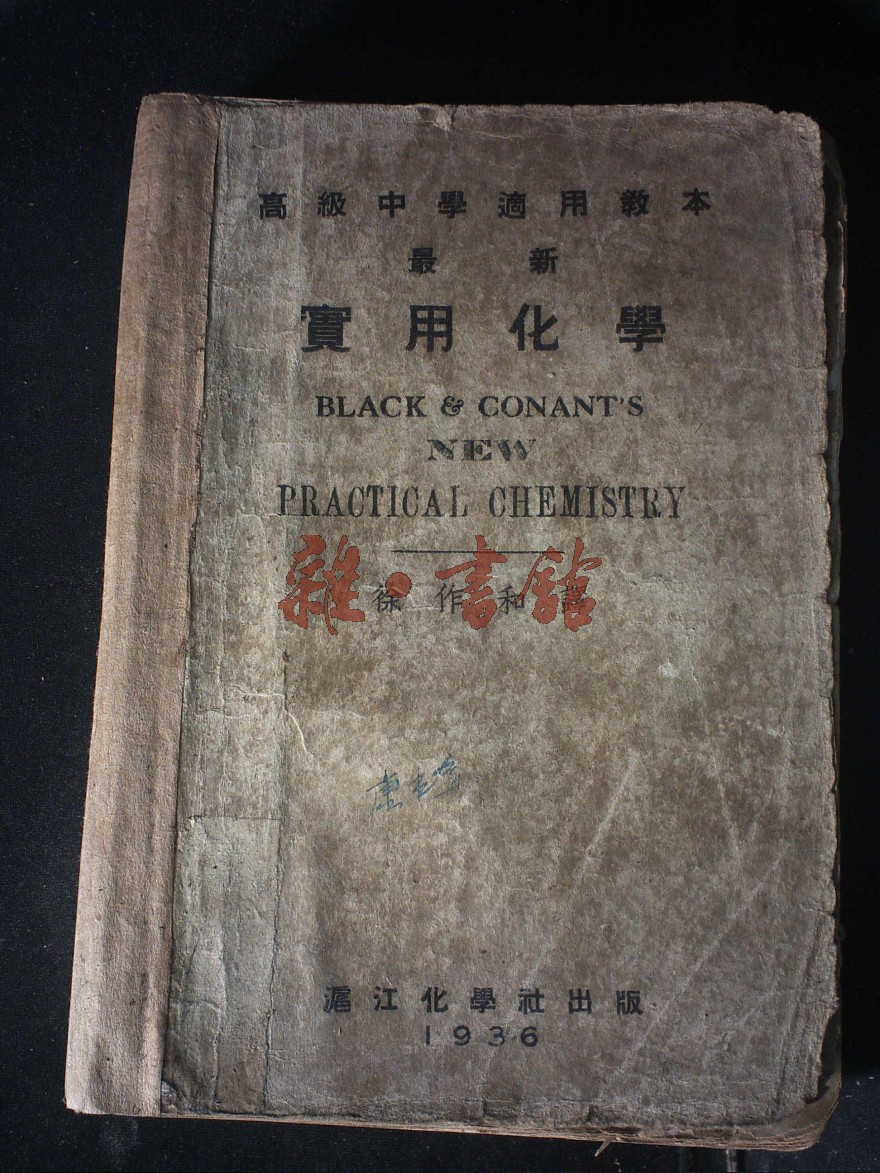 高級中學適用教本
最新
實用化學
BLACK & CONANT'S
NEW
PRACTICAL CHEMISTRY
徐作和譯
雜·書館
滬江化學社出版
1936